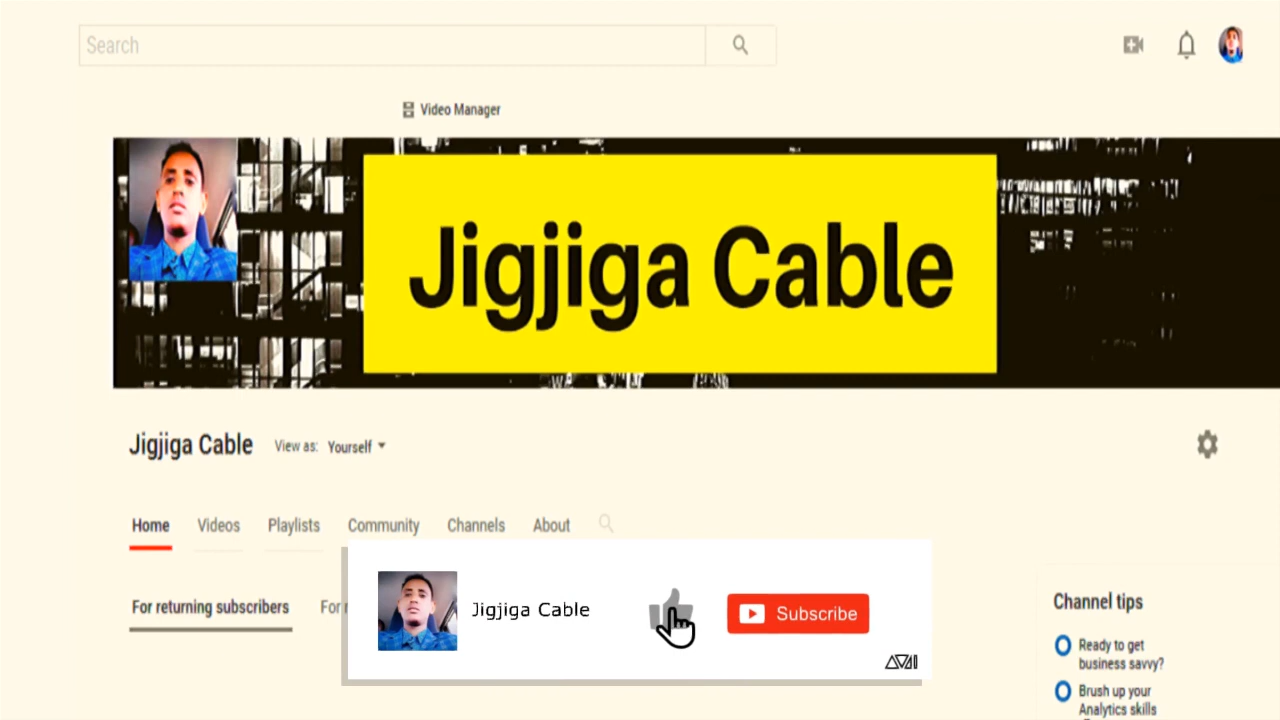 Search
Video Manager
Jigjiga Cable
Jigjiga Cable
View as: Yourself
Home Videos Playlists Community Channels About
For returning subscribers For
Jigjiga Cable
Subscribe
Channel tips
Ready to get
business savvy?
Brush up your
Analytics skills